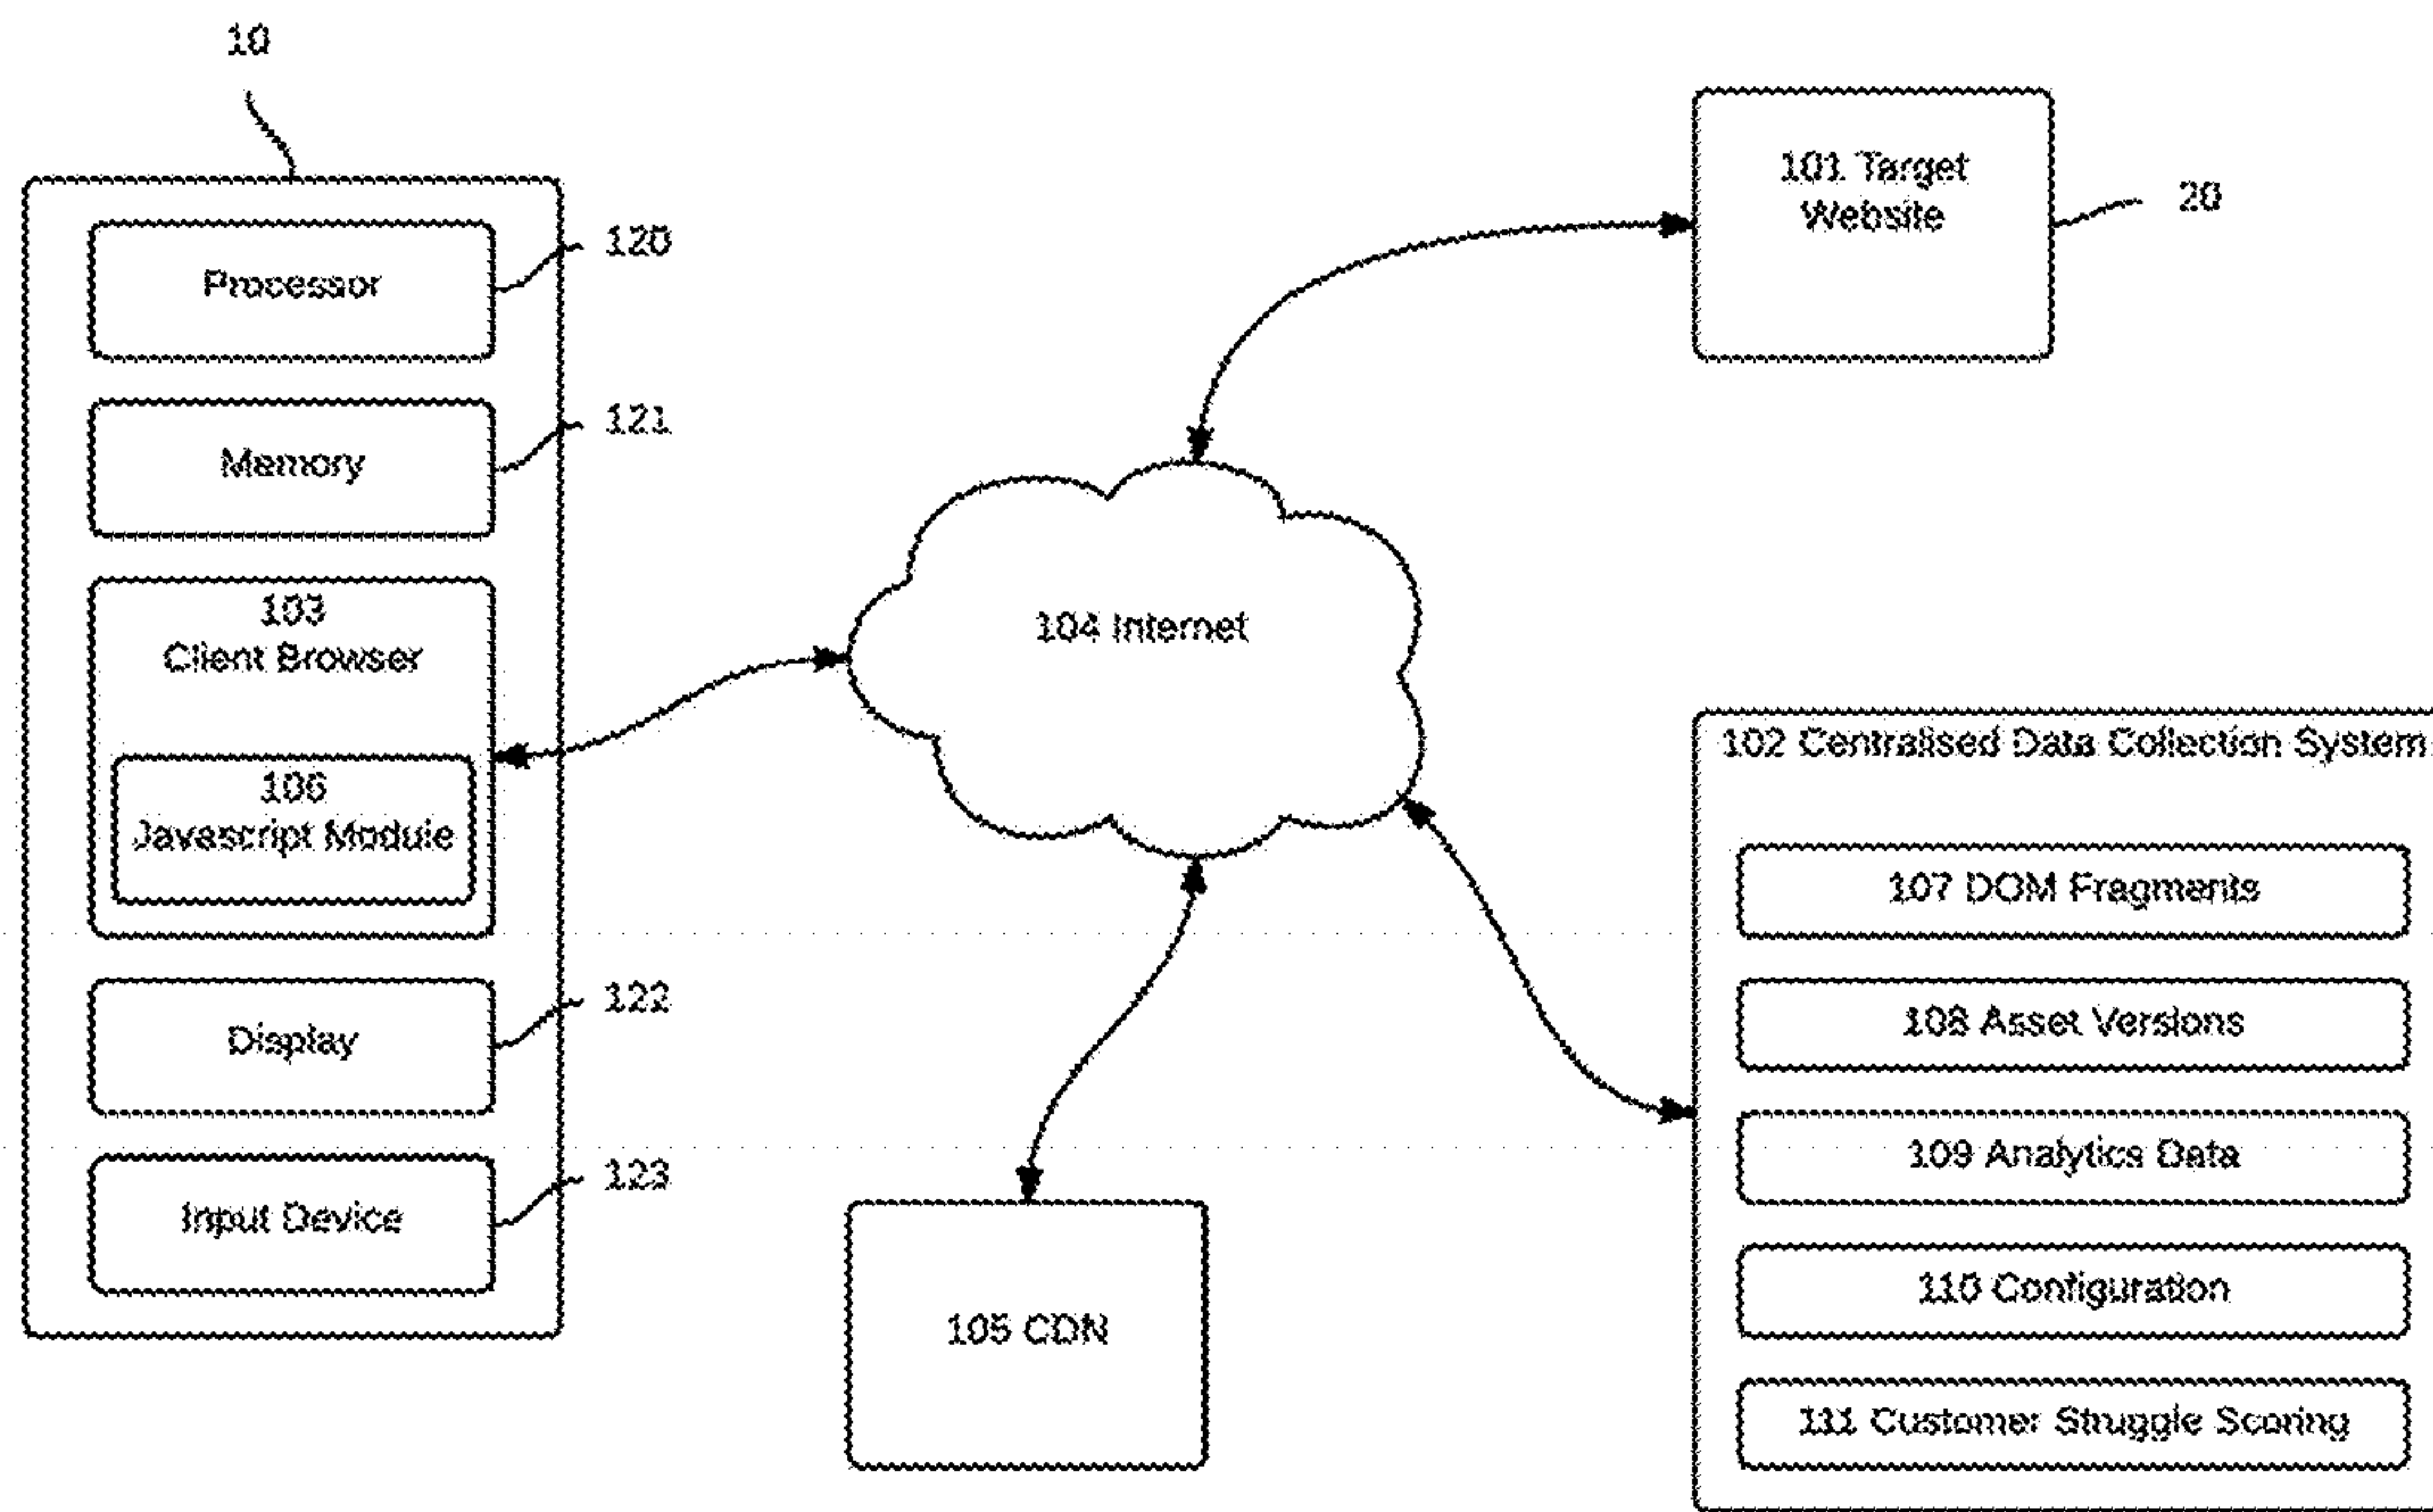 10
Processor
120
Memory
121
103
Client Browser
106
Javascript Module
Display
122
Input Device
123
104 Internet
105 CDN
101 Target
Website
20
102 Centralised Data Collection System
107 DOM Fragments
108 Asset Versions
109 Analytics Data
110 Configuration
111 Customer Struggle Scoring